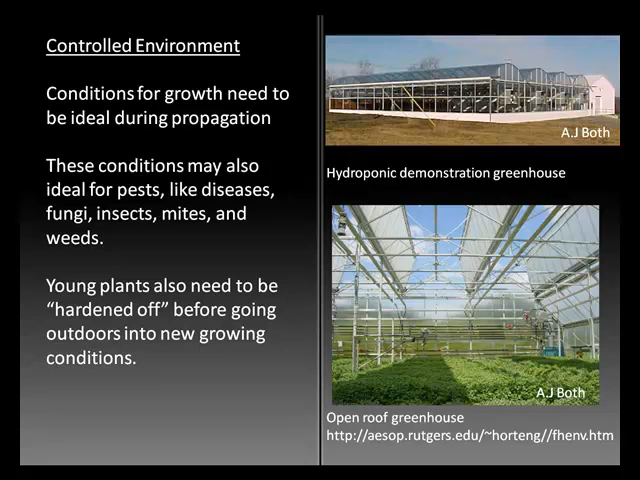 Controlled Environment
Conditions for growth need to
be ideal during propagation
These conditions may also
ideal for pests, like diseases,
fungi, insects, mites, and
weeds.
Young plants also need to be
“hardened off” before going
outdoors into new growing
conditions.
A.J Both
Hydroponic demonstration greenhouse
A.J Both
Open roof greenhouse
http://aesop.rutgers.edu/~horteng//fhenv.htm